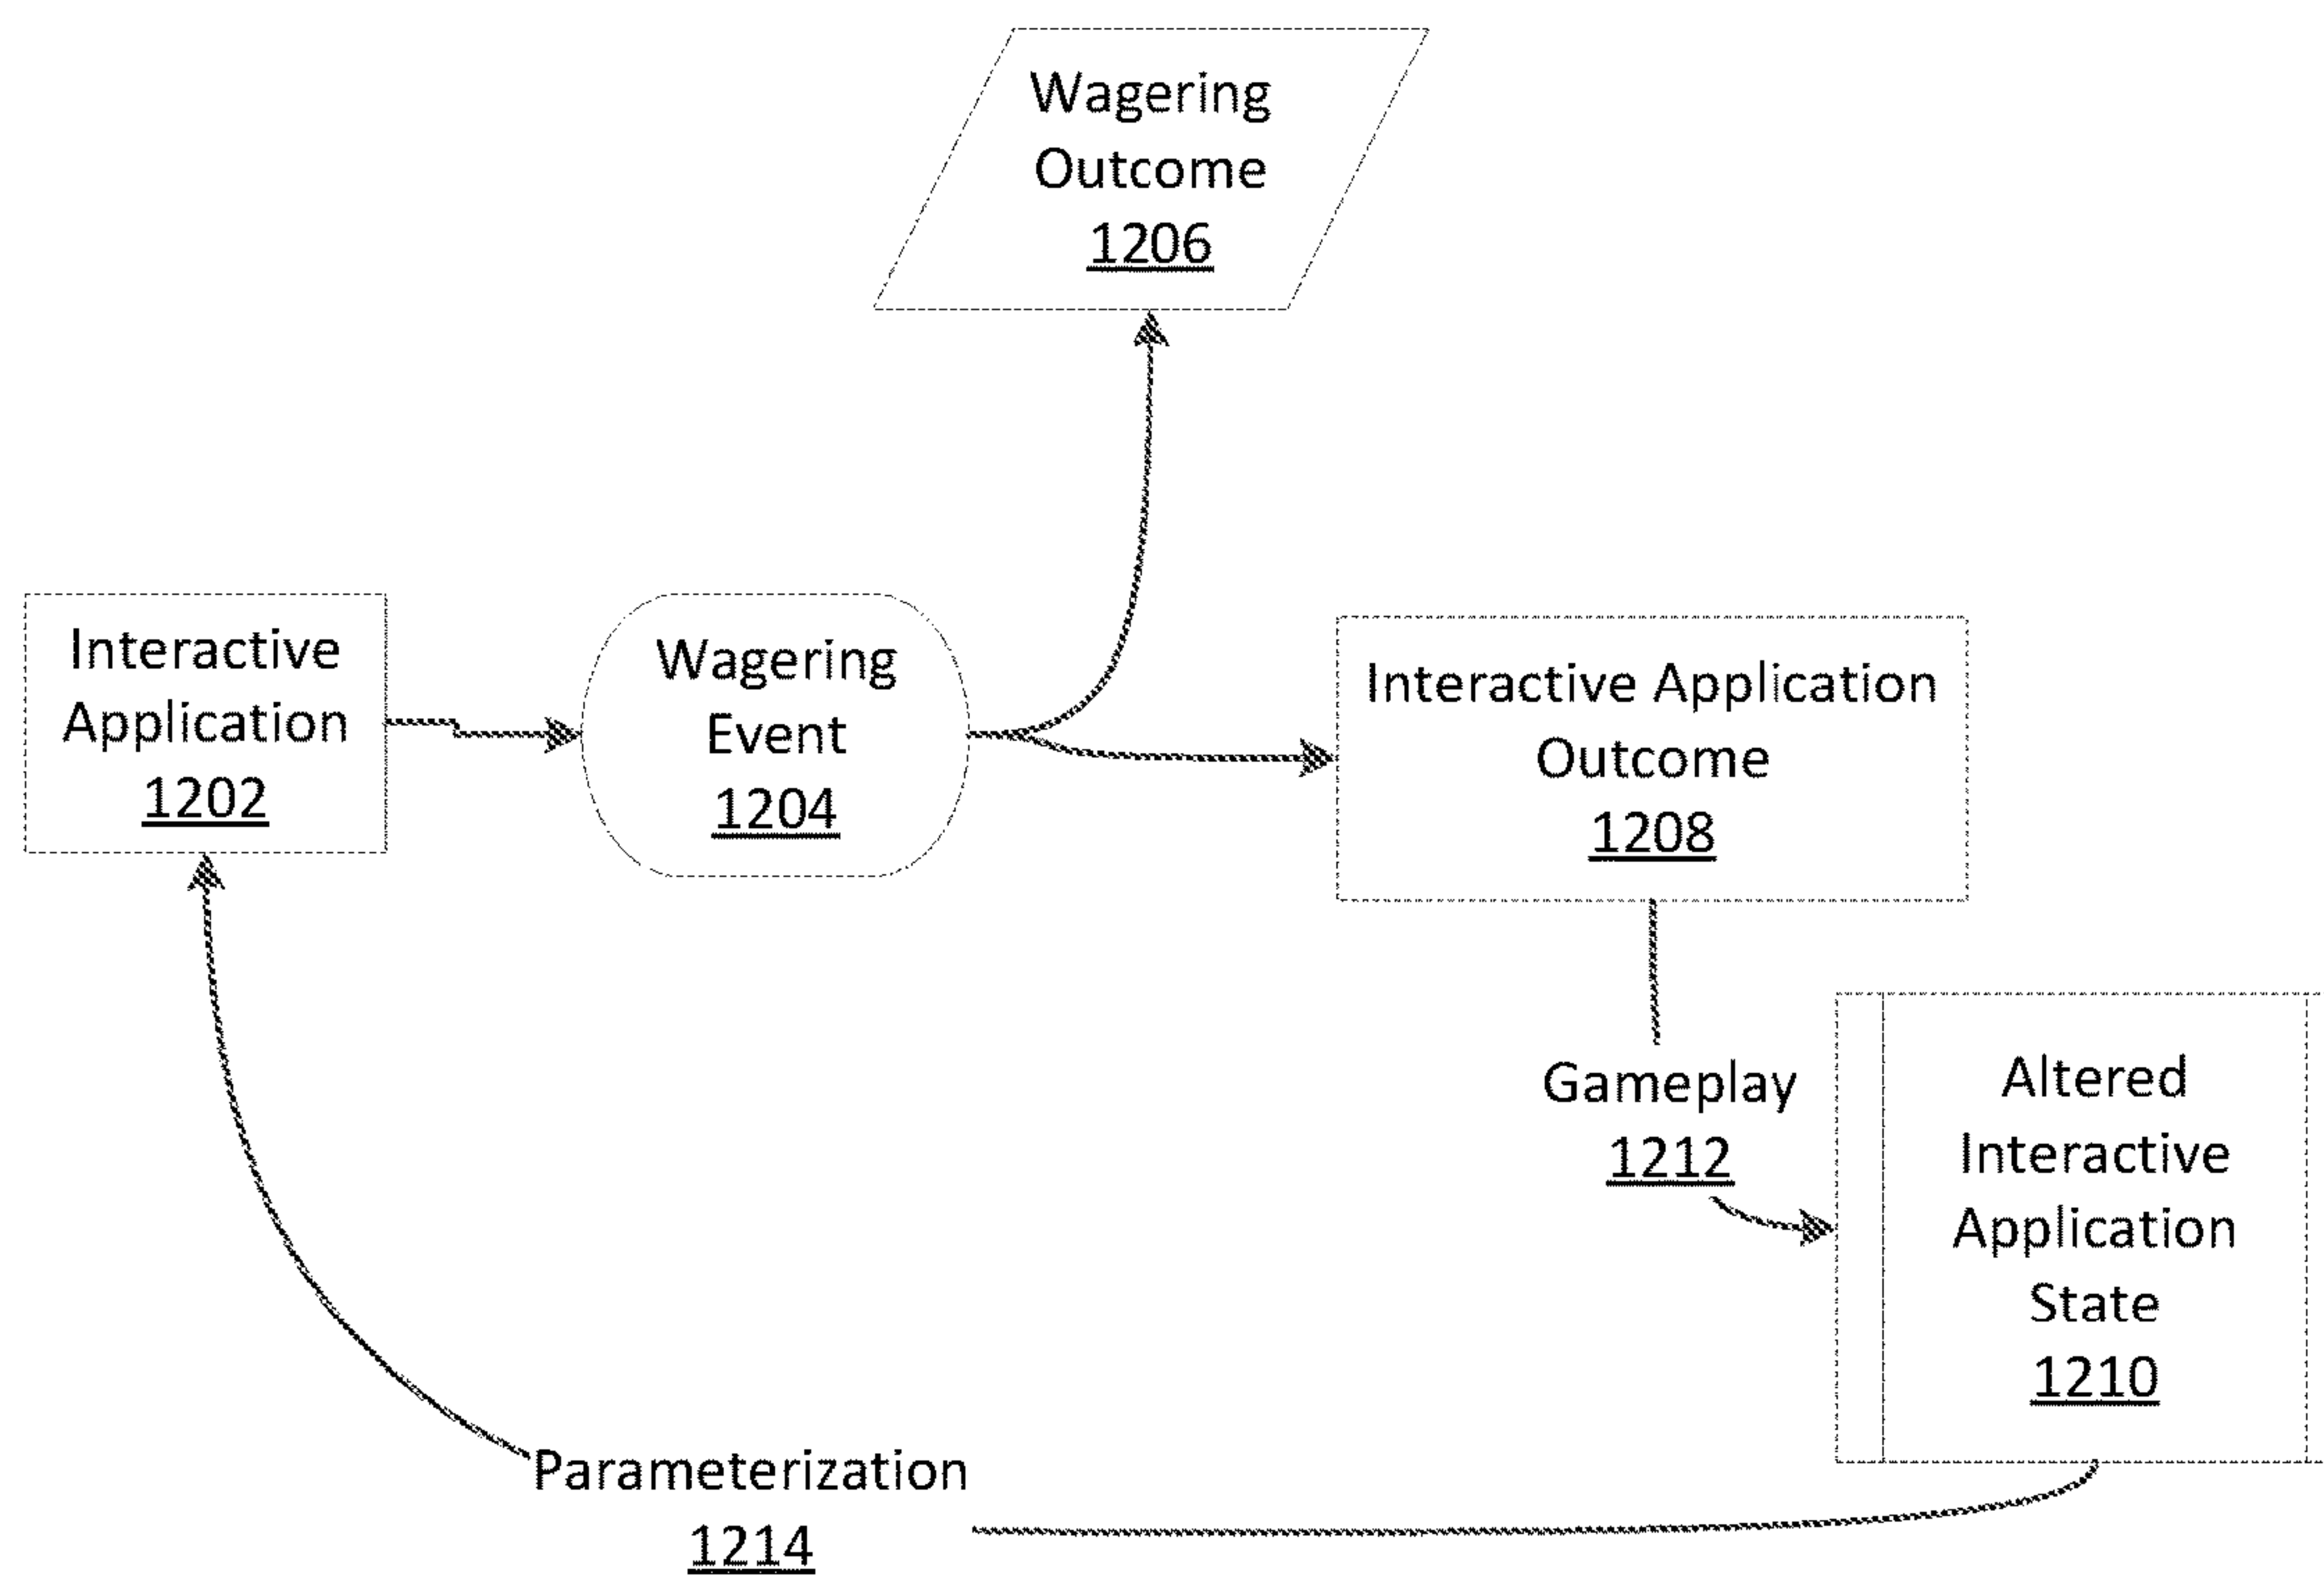 Wagering
Outcome
1206
Interactive
Application
1202
Wagering
Event
1204
Interactive Application
Outcome
1208
Gameplay
1212
Altered
Interactive
Application
State
1210
Parameterization
1214